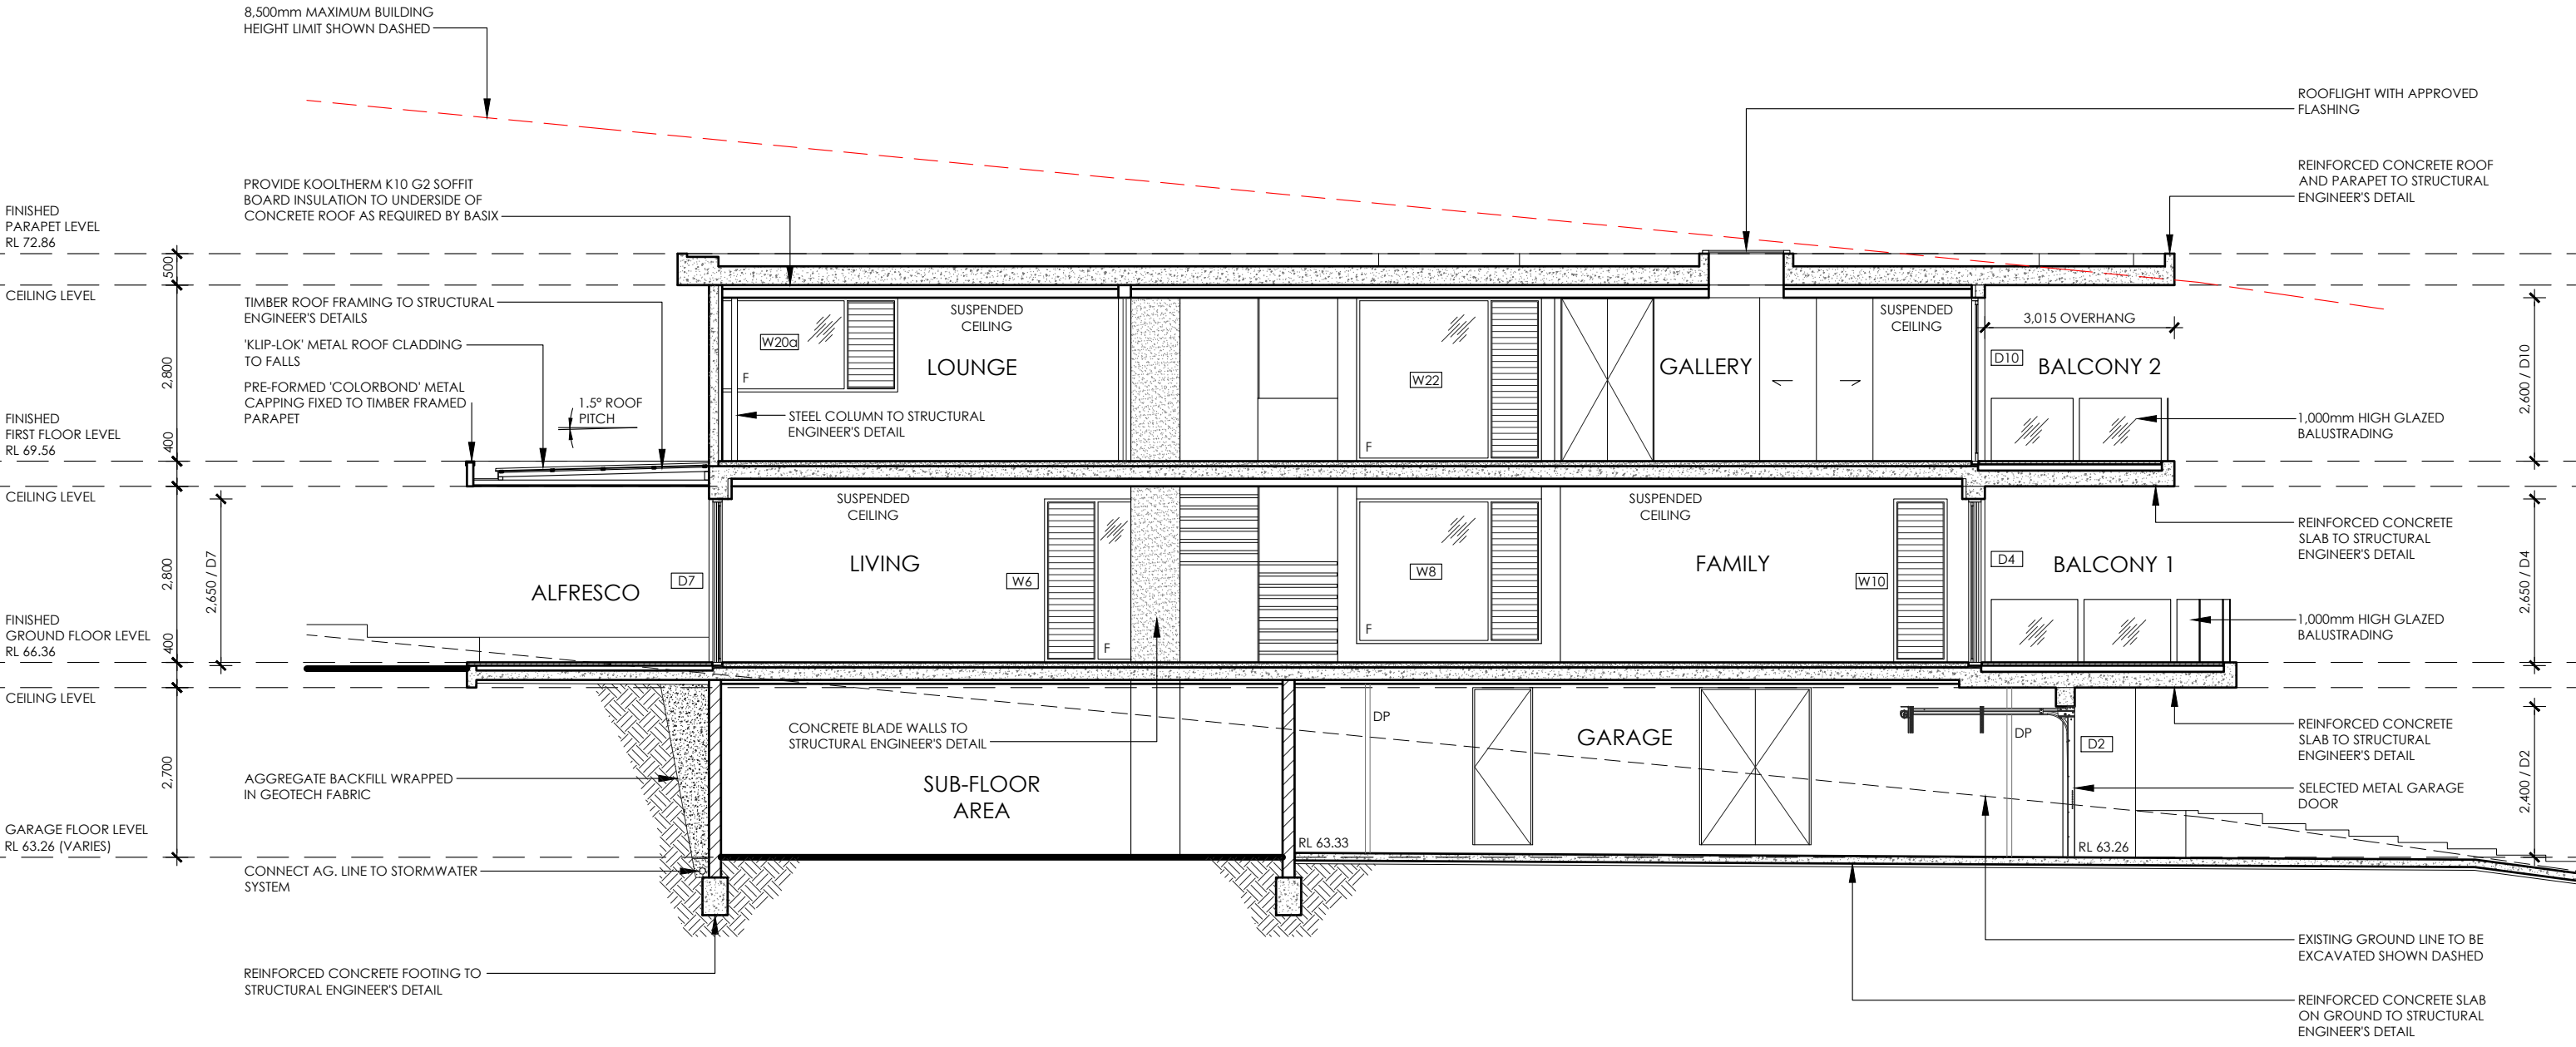 8,500mm MAXIMUM BUILDING
HEIGHT LIMIT SHOWN DASHED
ROOFLIGHT WITH APPROVED
FLASHING
REINFORCED CONCRETE ROOF
AND PARAPET TO STRUCTURAL
ENGINEER'S DETAIL
PROVIDE KOOLTHERM K10 G2 SOFFIT
BOARD INSULATION TO UNDERSIDE OF
CONCRETE ROOF AS REQUIRED BY BASIX
FINISHED
PARAPET LEVEL
RL 72.86
500
CEILING LEVEL
TIMBER ROOF FRAMING TO STRUCTURAL
ENGINEER'S DETAILS
'KLIP-LOK' METAL ROOF CLADDING
TO FALLS
PRE-FORMED 'COLORBOND' METAL
CAPPING FIXED TO TIMBER FRAMED
PARAPET
1.5° ROOF
PITCH
2,800
FINISHED
FIRST FLOOR LEVEL
RL 69.56
400
W20a
F
SUSPENDED
CEILING
LOUNGE
STEEL COLUMN TO STRUCTURAL
ENGINEER'S DETAIL
W22
F
GALLERY
SUSPENDED
CEILING
3,015 OVERHANG
D10
BALCONY 2
2,600 / D10
1,000mm HIGH GLAZED
BALUSTRADING
CEILING LEVEL
2,800
2,650 / D7
ALFRESCO
D7
SUSPENDED
CEILING
LIVING
W6
F
W8
F
SUSPENDED
CEILING
FAMILY
W10
D4
BALCONY 1
2,650 / D4
REINFORCED CONCRETE
SLAB TO STRUCTURAL
ENGINEER'S DETAIL
1,000mm HIGH GLAZED
BALUSTRADING
FINISHED
GROUND FLOOR LEVEL
RL 66.36
400
CEILING LEVEL
2,700
CONCRETE BLADE WALLS TO
STRUCTURAL ENGINEER'S DETAIL
SUB-FLOOR
AREA
DP
GARAGE
DP
D2
2,400 / D2
REINFORCED CONCRETE
SLAB TO STRUCTURAL
ENGINEER'S DETAIL
SELECTED METAL GARAGE
DOOR
AGGREGATE BACKFILL WRAPPED
IN GEOTECH FABRIC
GARAGE FLOOR LEVEL
RL 63.26 (VARIES)
RL 63.33
RL 63.26
CONNECT AG. LINE TO STORMWATER
SYSTEM
REINFORCED CONCRETE FOOTING TO
STRUCTURAL ENGINEER'S DETAIL
EXISTING GROUND LINE TO BE
EXCAVATED SHOWN DASHED
REINFORCED CONCRETE SLAB
ON GROUND TO STRUCTURAL
ENGINEER'S DETAIL